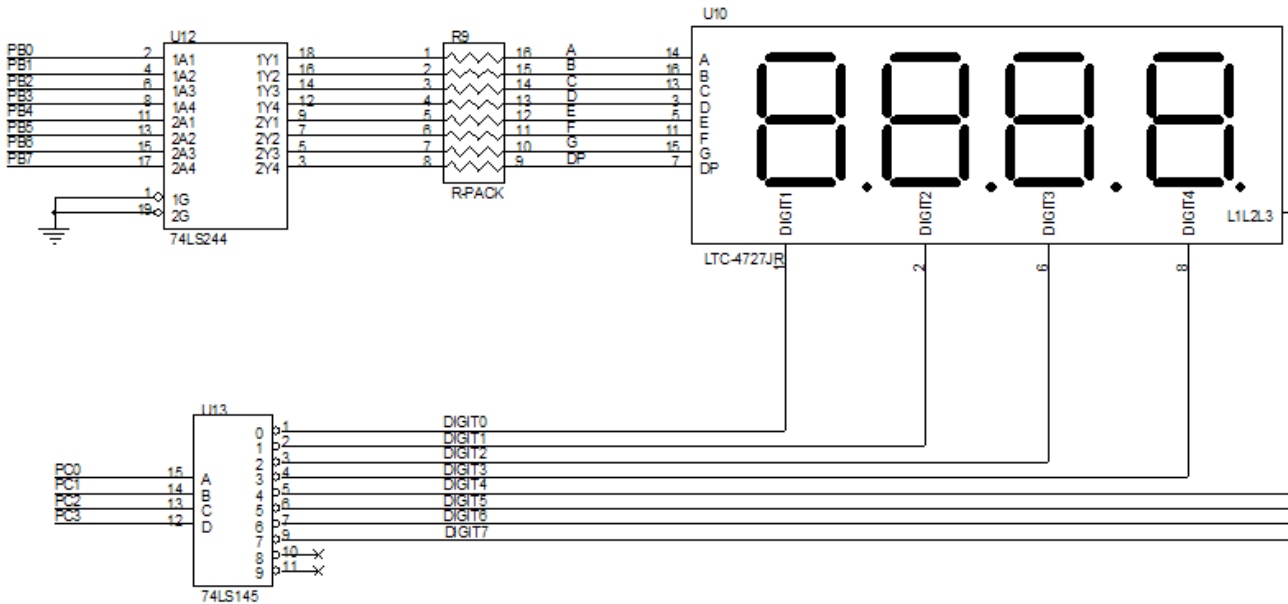 U10
U12
R9
PB0 2 1A1 1Y1 18 1 16 A 14 A
PB1 4 1A2 1Y2 16 2 15 B 16 B
PB2 6 1A3 1Y3 14 3 14 C 13 C
PB3 8 1A4 1Y4 12 4 13 D 3 D
PB4 11 2A1 2Y1 9 5 12 E 5 E
PB5 13 2A2 2Y2 7 6 11 F 11 F
PB6 15 2A3 2Y3 5 7 10 G 15 G
PB7 17 2A4 2Y4 3 8 9 DP 7 DP
1 1G
19 2G
74LS244
R-PACK
DIGIT1 DIGIT2 DIGIT3 DIGIT4
L1L2L3
LTC-4727JR
1 2 6 8
U13
0 1 DIGIT0
1 2 DIGIT1
2 3 DIGIT2
PC0 15 A 3 4 DIGIT3
PC1 14 B 4 5 DIGIT4
PC2 13 C 5 6 DIGIT5
PC3 12 D 6 7 DIGIT6
7 9 DIGIT7
8 10
9 11
74LS145